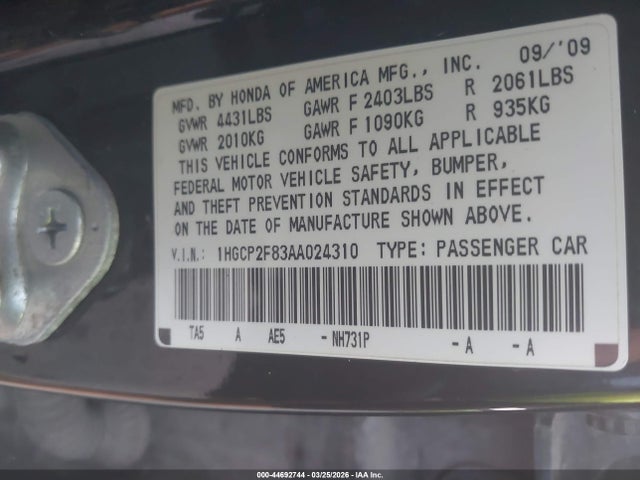 09/'09
MFD. BY HONDA OF AMERICA MFG., INC.
GVWR 4431LBS GAWR F 2403LBS R 2061LBS
GVWR 2010KG GAWR F 1090KG R 935KG
THIS VEHICLE CONFORMS TO ALL APPLICABLE
FEDERAL MOTOR VEHICLE SAFETY, BUMPER,
AND THEFT PREVENTION STANDARDS IN EFFECT
ON THE DATE OF MANUFACTURE SHOWN ABOVE.
V.I.N.: 1HGCP2F83AA024310 TYPE: PASSENGER CAR
TA5 A AE5 - NH731P - A - A
000-44692744 | 03/25/2026 | IAA Inc.